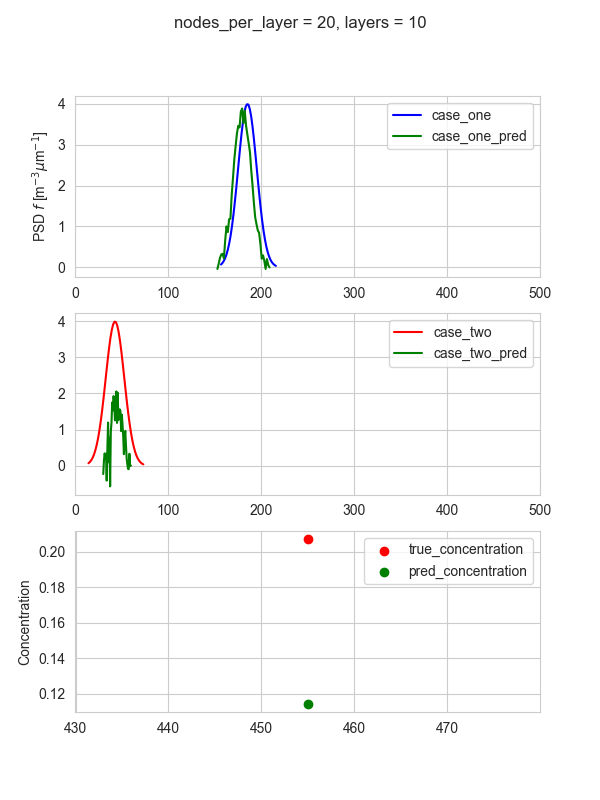 nodes_per_layer = 20, layers = 10
PSD f [m⁻³μm⁻¹]
4
3
2
1
0
case_one
case_one_pred
0 100 200 300 400 500
4
3
2
1
0
case_two
case_two_pred
0 100 200 300 400 500
Concentration
0.20
0.18
0.16
0.14
0.12
true_concentration
pred_concentration
430 440 450 460 470